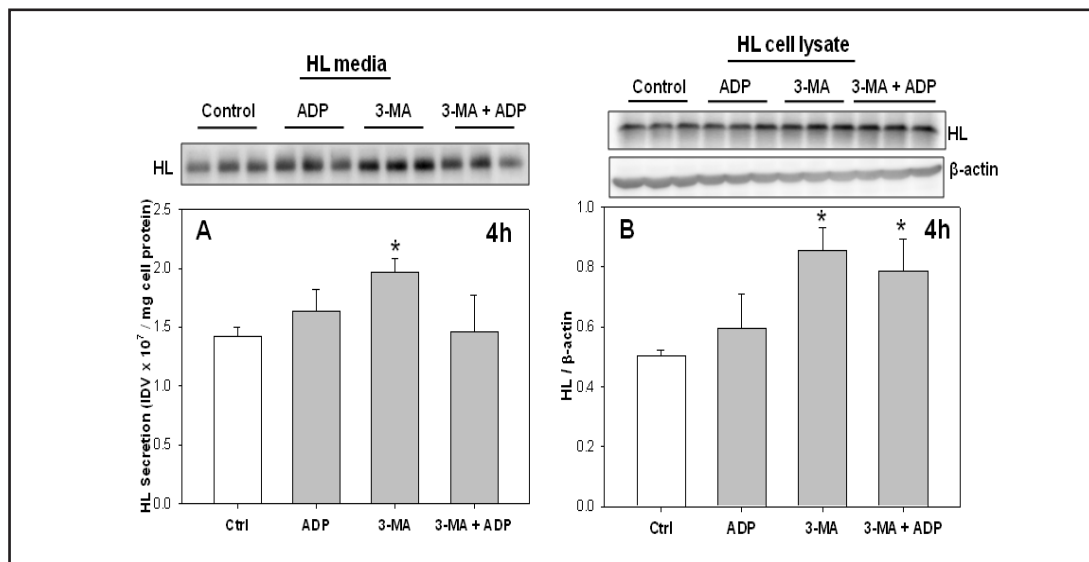 HL media
Control ADP 3-MA 3-MA + ADP
HL
A
4h
*
2.5
2.0
1.5
1.0
0.5
0.0
HL Secretion (IDV x 10⁷ / mg cell protein)
Ctrl ADP 3-MA 3-MA + ADP
HL cell lysate
Control ADP 3-MA 3-MA + ADP
HL
β-actin
B
4h
* *
1.0
0.8
0.6
0.4
0.2
0.0
HL / β-actin
Ctrl ADP 3-MA 3-MA + ADP